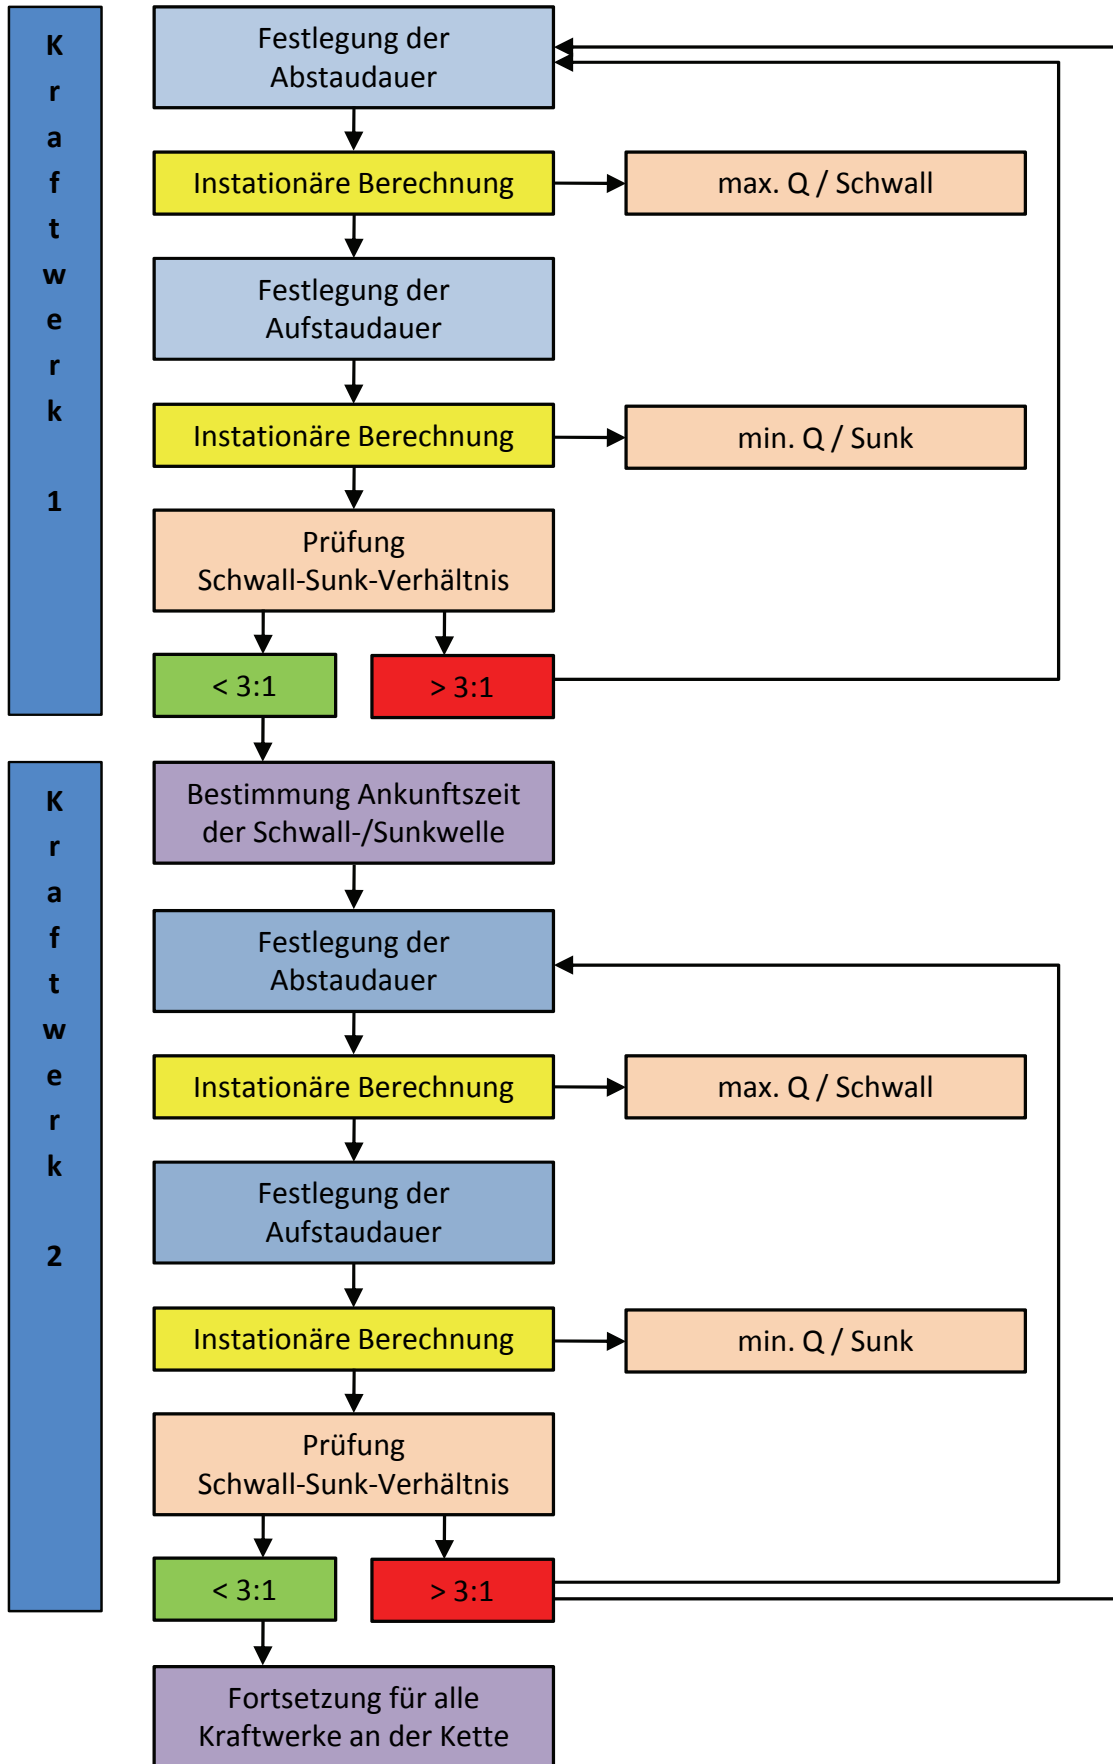 Kraftwerk 1
Festlegung der
Abstaudauer
Instationäre Berechnung
max. Q / Schwall
Festlegung der
Aufstaudauer
Instationäre Berechnung
min. Q / Sunk
Prüfung
Schwall-Sunk-Verhältnis
< 3:1
> 3:1
Kraftwerk 2
Bestimmung Ankunftszeit
der Schwall-/Sunkwelle
Festlegung der
Abstaudauer
Instationäre Berechnung
max. Q / Schwall
Festlegung der
Aufstaudauer
Instationäre Berechnung
min. Q / Sunk
Prüfung
Schwall-Sunk-Verhältnis
< 3:1
> 3:1
Fortsetzung für alle
Kraftwerke an der Kette